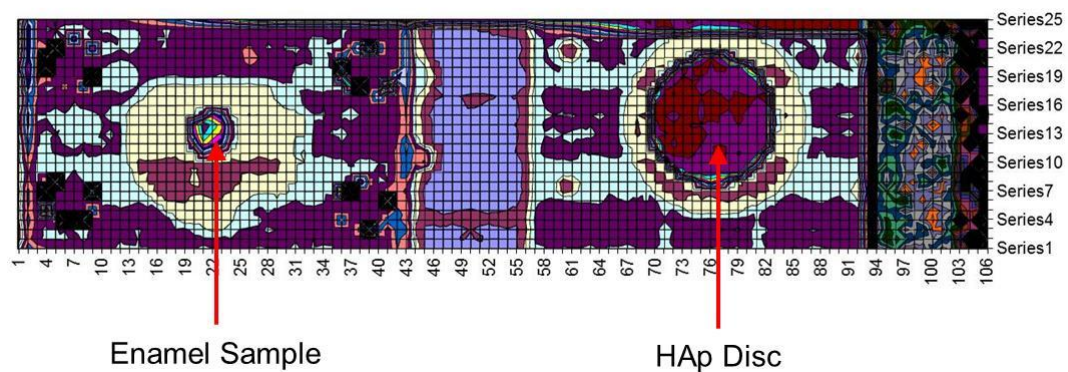 Series25
Series22
Series19
Series16
Series13
Series10
Series7
Series4
Series1
1 4 7 10 13 16 19 22 25 28 31 34 37 40 43 46 49 52 55 58 61 64 67 70 73 76 79 82 85 88 91 94 97 100 103 106
Enamel Sample HAp Disc